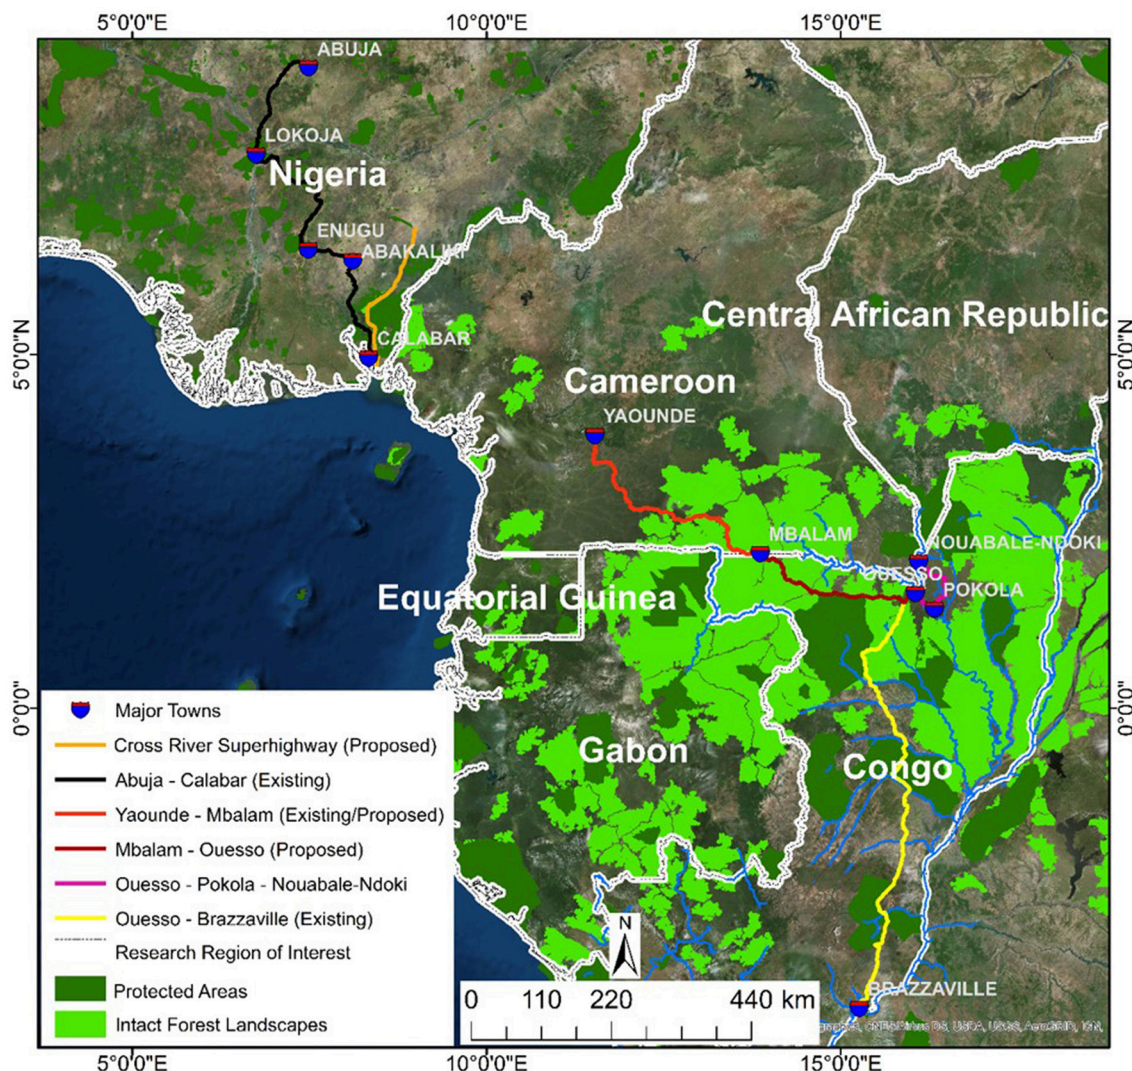 5°0'0"E 10°0'0"E 15°0'0"E
ABUJA
LOKOJA
Nigeria
ENUGU
ABAKALIKI
5°0'0"N
5°0'0"N
Central African Republic
CALABAR
Cameroon
YAOUNDE
MBALAM
NOUABALE-NDOKI
OUESSO
POKOLA
Equatorial Guinea
0°0'0"
0°0'0"
Gabon
Congo
Major Towns
Cross River Superhighway (Proposed)
Abuja - Calabar (Existing)
Yaounde - Mbalam (Existing/Proposed)
Mbalam - Ouesso (Proposed)
Ouesso - Pokola - Nouabale-Ndoki
Ouesso - Brazzaville (Existing)
Research Region of Interest
Protected Areas
Intact Forest Landscapes
N
0 110 220 440 km
BRAZZAVILLE
USDA, USGS, AeroGRID, IGN,
5°0'0"E 10°0'0"E 15°0'0"E